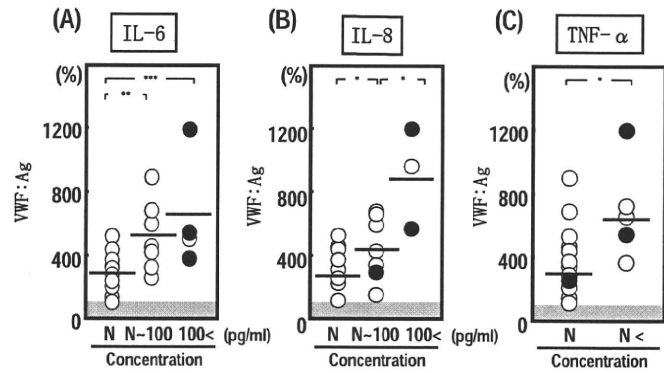 (A) IL-6
(%)
*** 
**
1200
800
400
0
VWF:Ag
N N~100 100< (pg/ml)
Concentration
(B) IL-8
(%)
* *
1200
800
400
0
VWF:Ag
N N~100 100< (pg/ml)
Concentration
(C) TNF-α
(%)
*
1200
800
400
0
VWF:Ag
N N<
Concentration